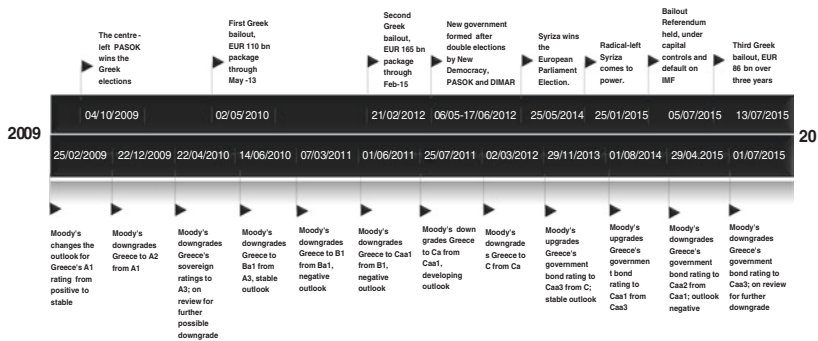 The centre -
left PASOK
wins the
Greek
elections
First Greek
bailout,
EUR 110 bn
package
through
May -13
Second
Greek
bailout,
EUR 165 bn
package
through
Feb-15
New government
formed after
double elections
by New
Democracy,
PASOK and DIMAR
Syriza wins
the
European
Parliament
Election.
Radical-left
Syriza
comes to
power.
Bailout
Referendum
held, under
capital
controls and
default on
IMF
Third Greek
bailout, EUR
86 bn over
three years
04/10/2009 02/05/2010 21/02/2012 06/05-17/06/2012 25/05/2014 25/01/2015 05/07/2015 13/07/2015
2009
20
25/02/2009 22/12/2009 22/04/2010 14/06/2010 07/03/2011 01/06/2011 25/07/2011 02/03/2012 29/11/2013 01/08/2014 29/04.2015 01/07/2015
Moody's
changes the
outlook for
Greece's A1
rating from
positive to
stable
Moody's
downgrades
Greece to A2
from A1
Moody's
downgrades
Greece's
sovereign
ratings to
A3; on
review for
further
possible
downgrade
Moody's
downgrades
Greece to
Ba1 from
A3, stable
outlook
Moody's
downgrades
Greece to B1
from Ba1,
negative
outlook
Moody's
downgrades
Greece to Caa1
from B1,
negative
outlook
Moody's down
grades Greece
to Ca from
Caa1,
developing
outlook
Moody's
downgrade
s Greece to
C from Ca
Moody's
upgrades
Greece's
government
bond rating to
Caa3 from C;
stable outlook
Moody's
upgrades
Greece's
governmen
t bond
rating to
Caa1 from
Caa3
Moody's
downgrades
Greece's
government
bond rating to
Caa2 from
Caa1; outlook
negative
Moody's
downgrades
Greece's
government
bond rating to
Caa3; on review
for further
downgrade